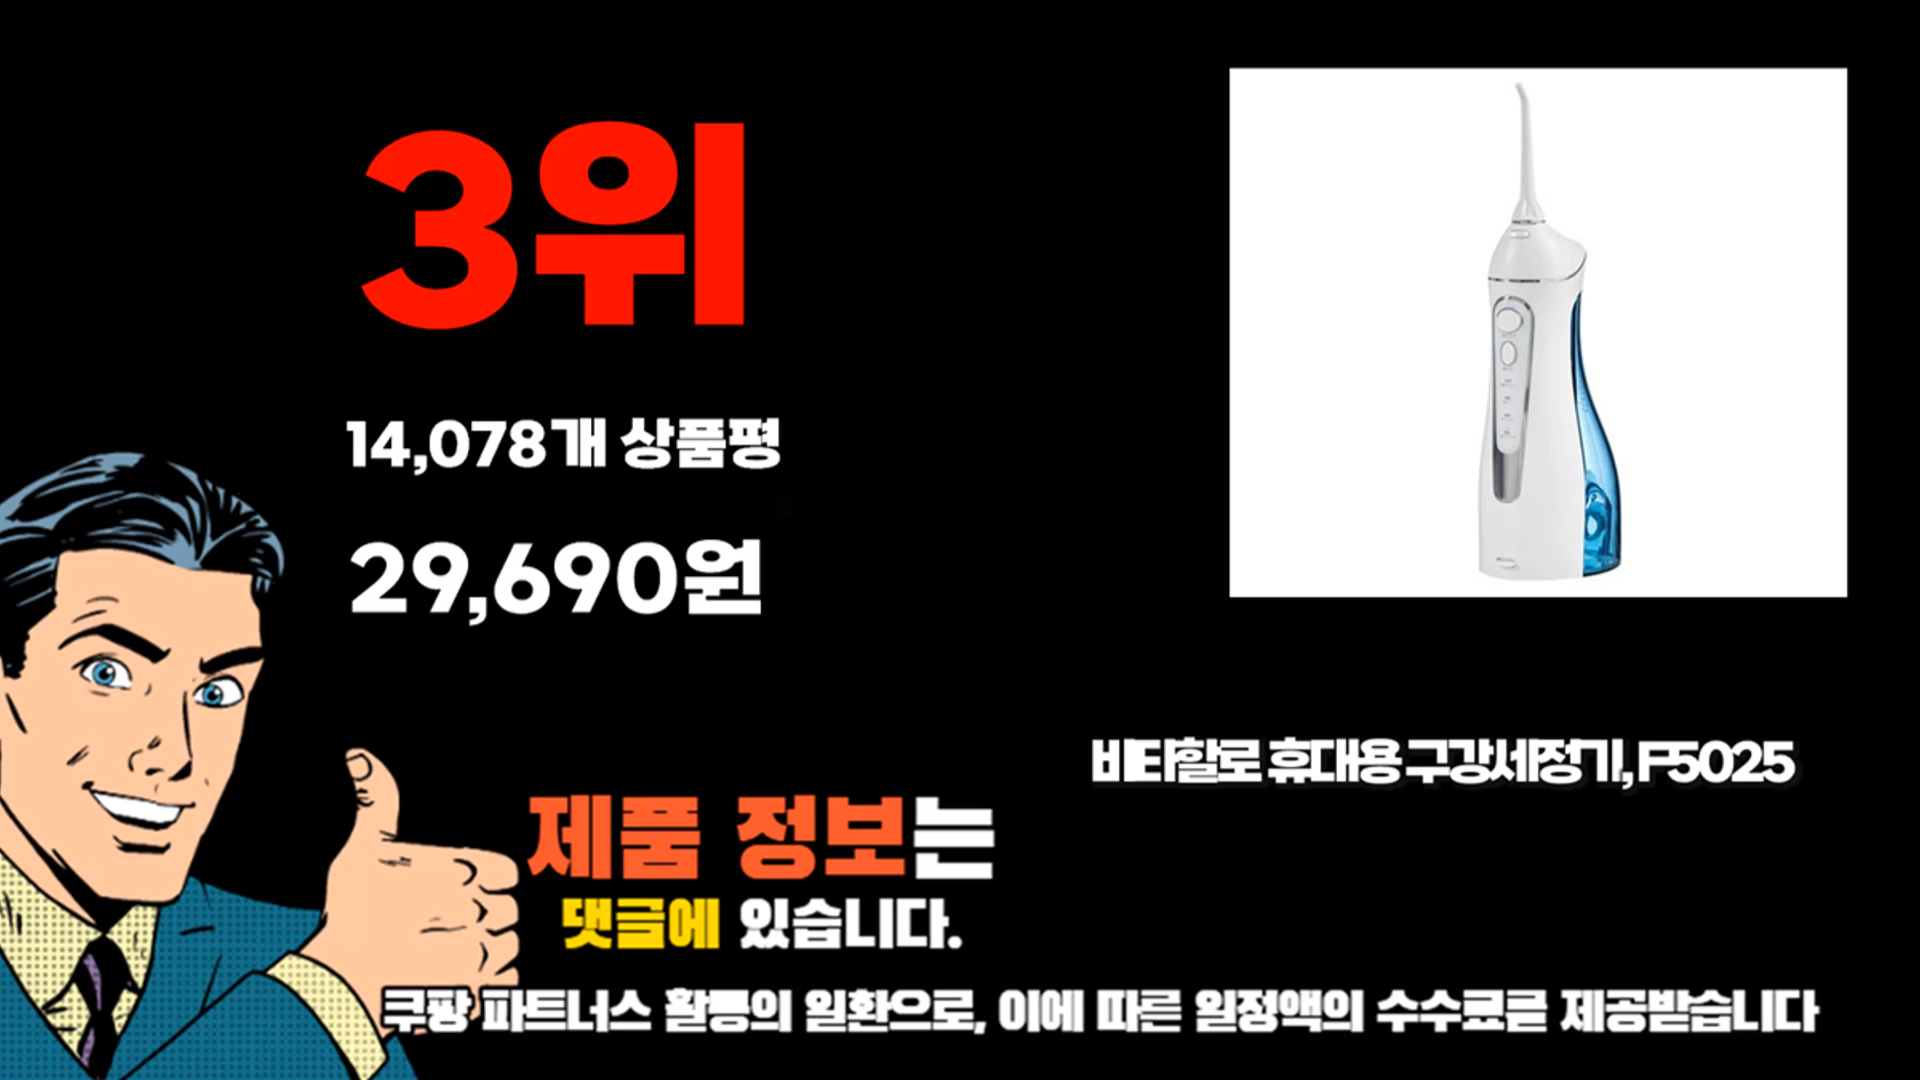 3위
14,078개 상품평
29,690원
비타할로 휴대용 구강세정기, F5025
제품 정보는
댓글에 있습니다.
쿠팡 파트너스 활동의 일환으로, 이에 따른 일정액의 수수료를 제공받습니다